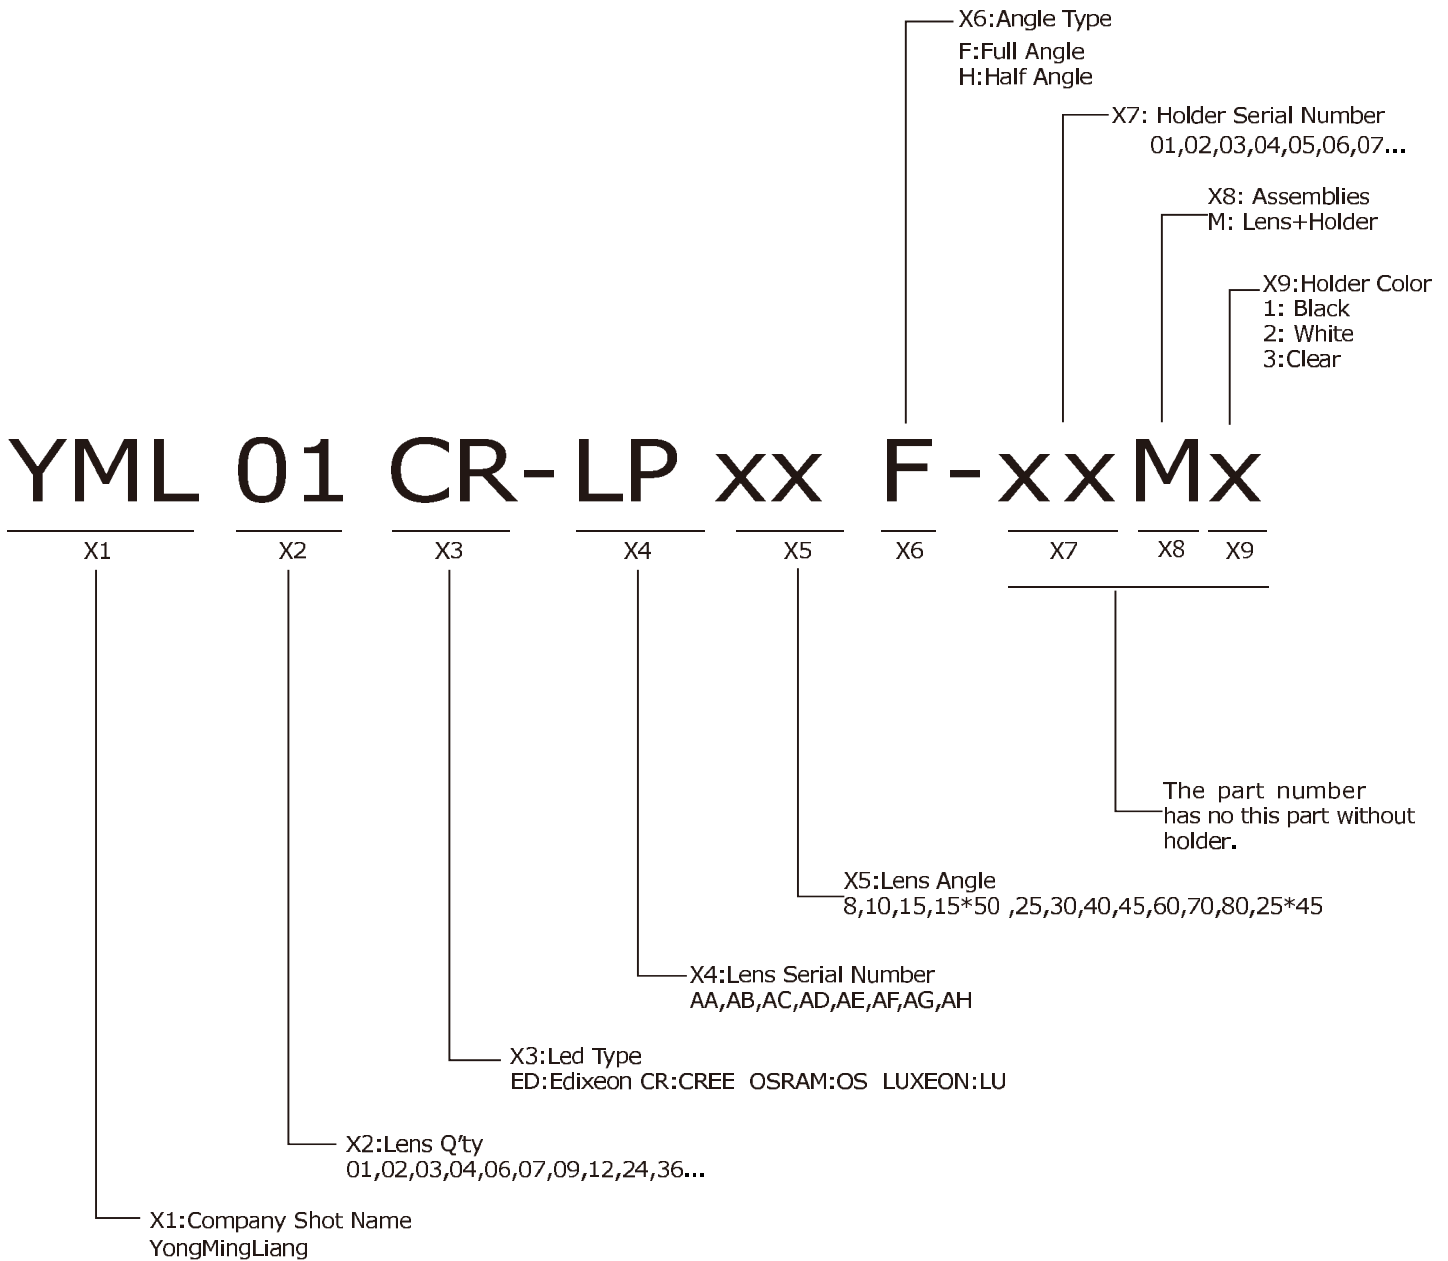 X6:Angle Type
F:Full Angle
H:Half Angle
X7: Holder Serial Number
01,02,03,04,05,06,07...
X8: Assemblies
M: Lens+Holder
X9:Holder Color
1: Black
2: White
3:Clear
YML 01 CR-LP xx F-xxMx
X1 X2 X3 X4 X5 X6 X7 X8 X9
The part number
has no this part without
holder.
X5:Lens Angle
8,10,15,15*50 ,25,30,40,45,60,70,80,25*45
X4:Lens Serial Number
AA,AB,AC,AD,AE,AF,AG,AH
X3:Led Type
ED:Edixeon CR:CREE OSRAM:OS LUXEON:LU
X2:Lens Q'ty
01,02,03,04,06,07,09,12,24,36...
X1:Company Shot Name
YongMingLiang